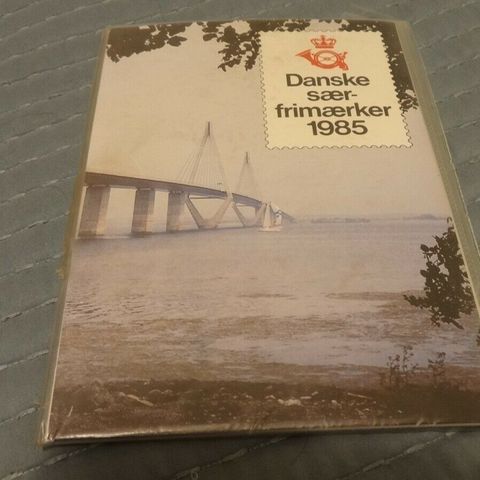 Danske
sær-
frimærker
1985